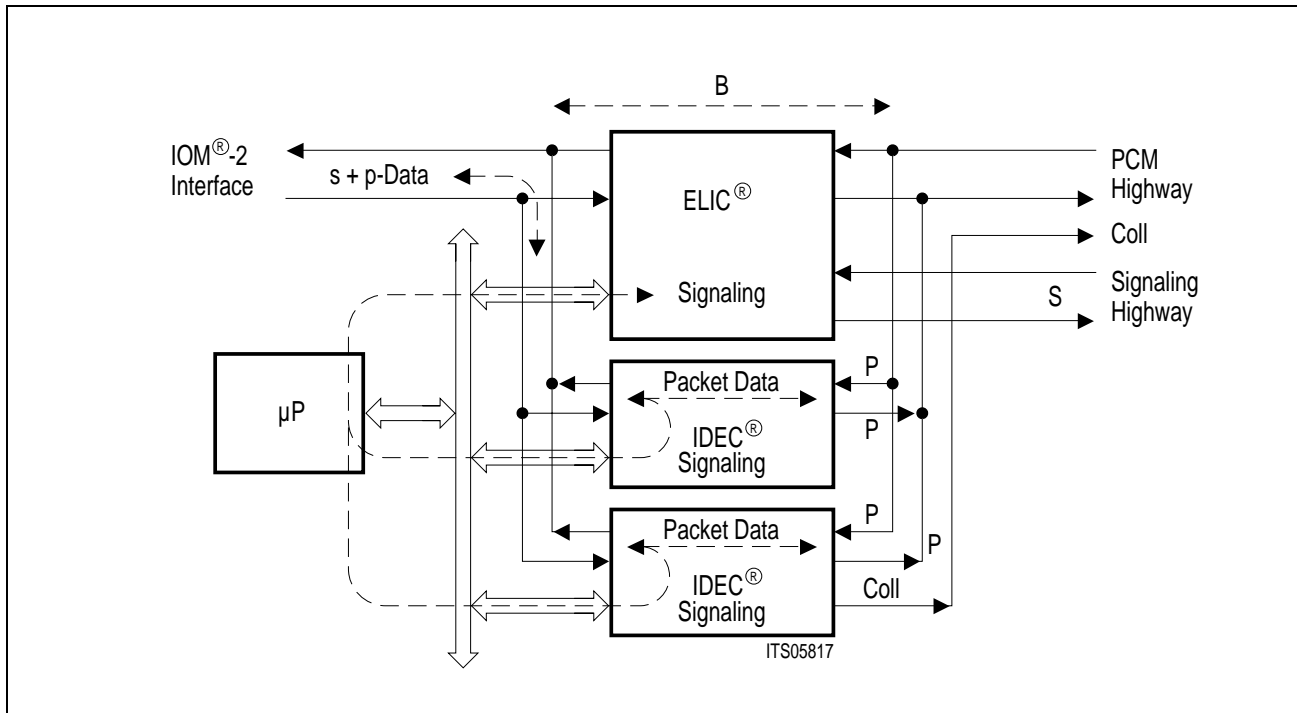 B
IOM®-2
Interface
s + p-Data
ELIC®
PCM
Highway
Coll
Signaling
Signaling
Highway
S
µP
Packet Data
P
P
IDEC®
Signaling
Packet Data
P
P
IDEC®
Signaling
Coll
ITS05817